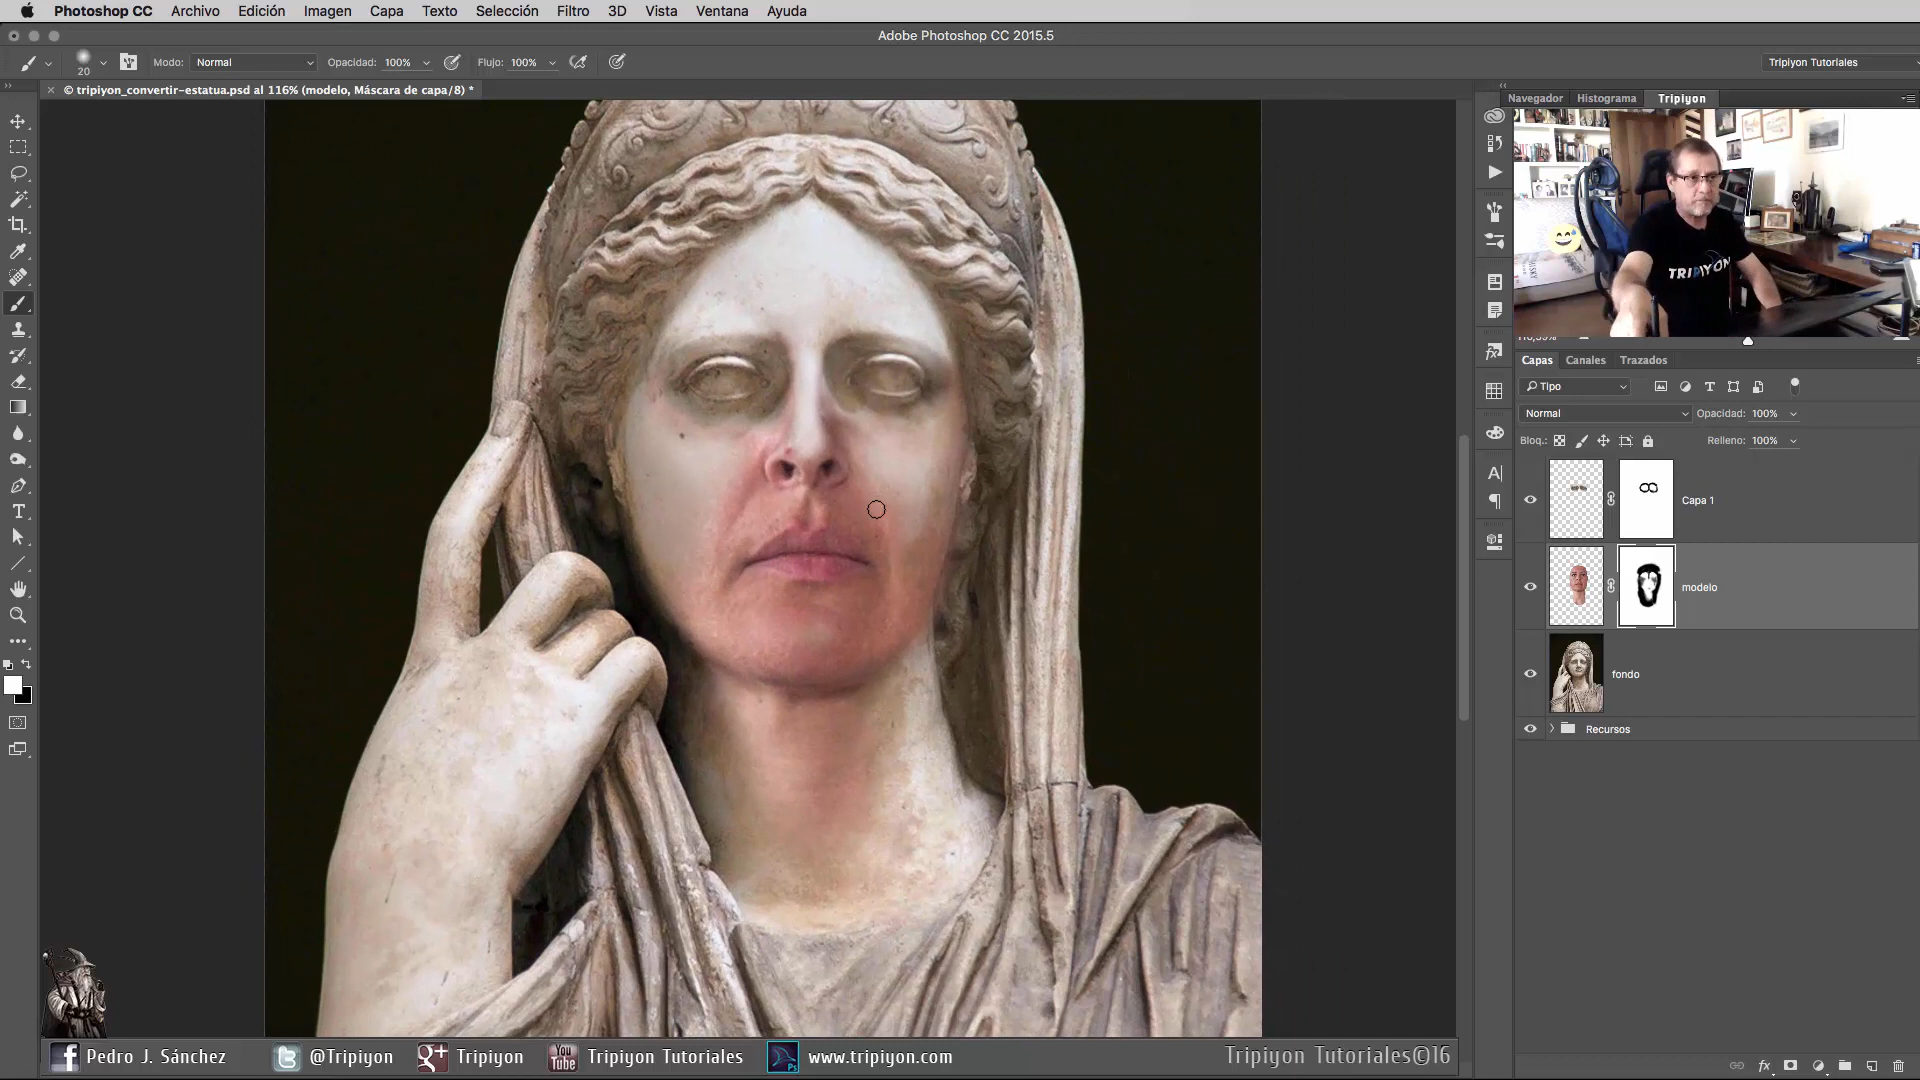 Photoshop CC Archivo Edición Imagen Capa Texto Selección Filtro 3D Vista Ventana Ayuda
Adobe Photoshop CC 2015.5
20 Modo: Normal Opacidad: 100% Flujo: 100% Tripiyon Tutoriales
© tripiyon_convertir-estatua.psd al 116% (modelo, Máscara de capa/8) *
Navegador Histograma Tripiyon
TRIPIYON
Capas Canales Trazados
Tipo
Normal Opacidad: 100%
Bloq.: Relleno: 100%
Capa 1
modelo
fondo
Recursos
Pedro J. Sánchez @Tripiyon Tripiyon Tripiyon Tutoriales www.tripiyon.com Tripiyon Tutoriales©16